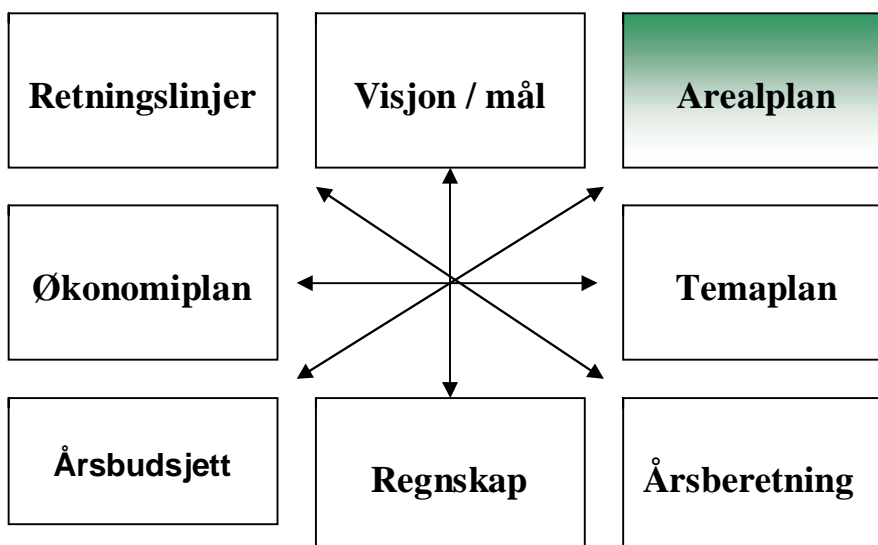 Retningslinjer
Visjon / mål
Arealplan
Økonomiplan
Temaplan
Årsbudsjett
Regnskap
Årsberetning